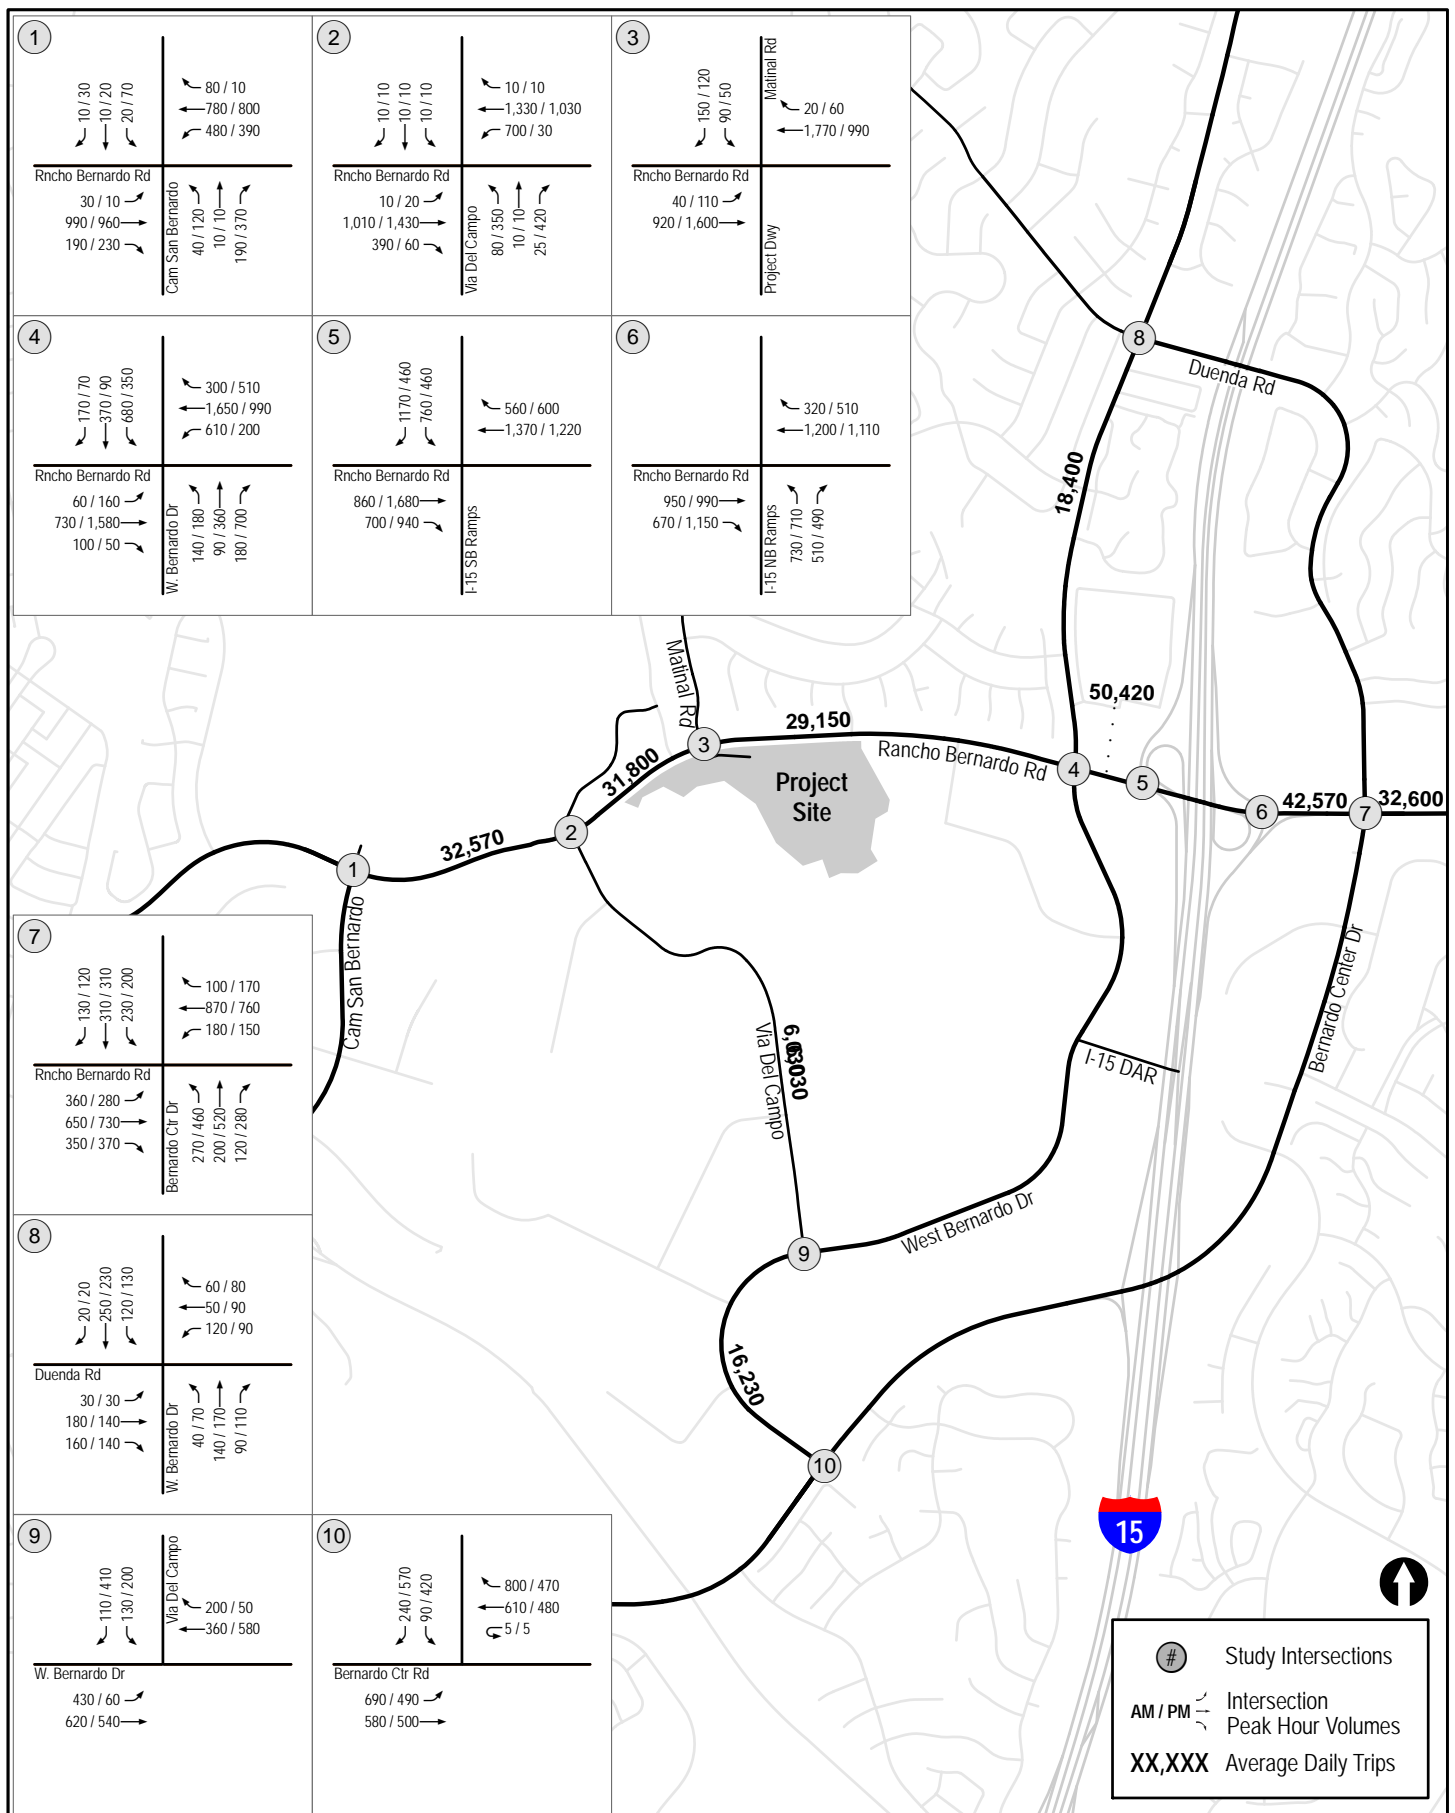 1
10 / 30
10 / 20
20 / 70
80 / 10
780 / 800
480 / 390
Rncho Bernardo Rd
30 / 10
990 / 960
190 / 230
Cam San Bernardo
40 / 120
10 / 10
190 / 370
2
10 / 10
10 / 10
10 / 10
10 / 10
1,330 / 1,030
700 / 30
Rncho Bernardo Rd
10 / 20
1,010 / 1,430
390 / 60
Via Del Campo
80 / 350
10 / 10
25 / 420
3
150 / 120
90 / 50
Matinal Rd
20 / 60
1,770 / 990
Rncho Bernardo Rd
40 / 110
920 / 1,600
Project Dwy
4
170 / 70
370 / 90
680 / 350
300 / 510
1,650 / 990
610 / 200
Rncho Bernardo Rd
60 / 160
730 / 1,580
100 / 50
W. Bernardo Dr
140 / 180
90 / 360
180 / 700
5
1170 / 460
760 / 460
560 / 600
1,370 / 1,220
Rncho Bernardo Rd
860 / 1,680
700 / 940
I-15 SB Ramps
6
320 / 510
1,200 / 1,110
Rncho Bernardo Rd
950 / 990
670 / 1,150
I-15 NB Ramps
730 / 710
510 / 490
8
Duenda Rd
18,400
50,420
Matinal Rd
3
29,150
Rancho Bernardo Rd
4
5
6
42,570
7
32,600
31,800
Project
Site
2
32,570
1
Cam San Bernardo
Via Del Campo
I-15 DAR
Bernardo Center Dr
9
West Bernardo Dr
16,230
10
7
130 / 120
310 / 310
230 / 200
100 / 170
870 / 760
180 / 150
Rncho Bernardo Rd
360 / 280
650 / 730
350 / 370
Bernardo Ctr Dr
270 / 460
200 / 520
120 / 280
8
20 / 20
250 / 230
120 / 130
60 / 80
50 / 90
120 / 90
Duenda Rd
30 / 30
180 / 140
160 / 140
W. Bernardo Dr
40 / 70
140 / 170
90 / 110
9
110 / 410
130 / 200
Via Del Campo
200 / 50
360 / 580
W. Bernardo Dr
430 / 60
620 / 540
10
240 / 570
90 / 420
800 / 470
610 / 480
5 / 5
Bernardo Ctr Rd
690 / 490
580 / 500
15
# Study Intersections
AM / PM Intersection
Peak Hour Volumes
XX,XXX Average Daily Trips